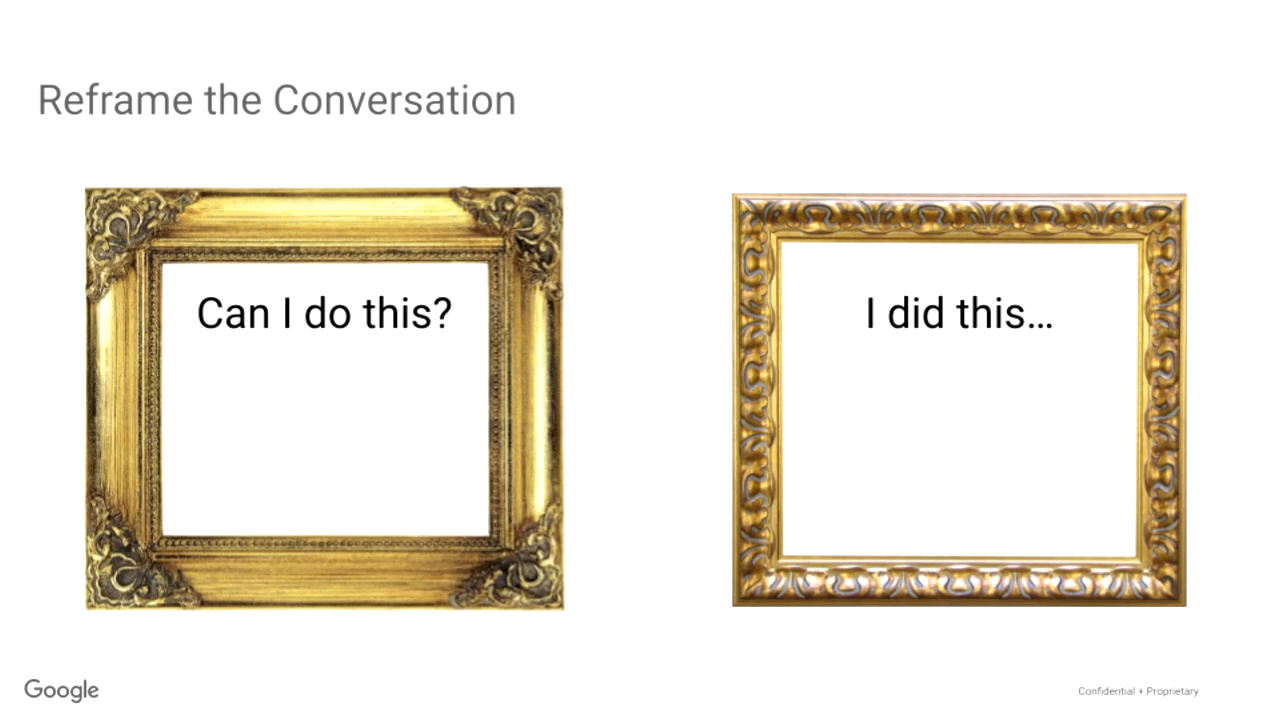 Reframe the Conversation
Can I do this?
I did this...
Google
Confidential + Proprietary